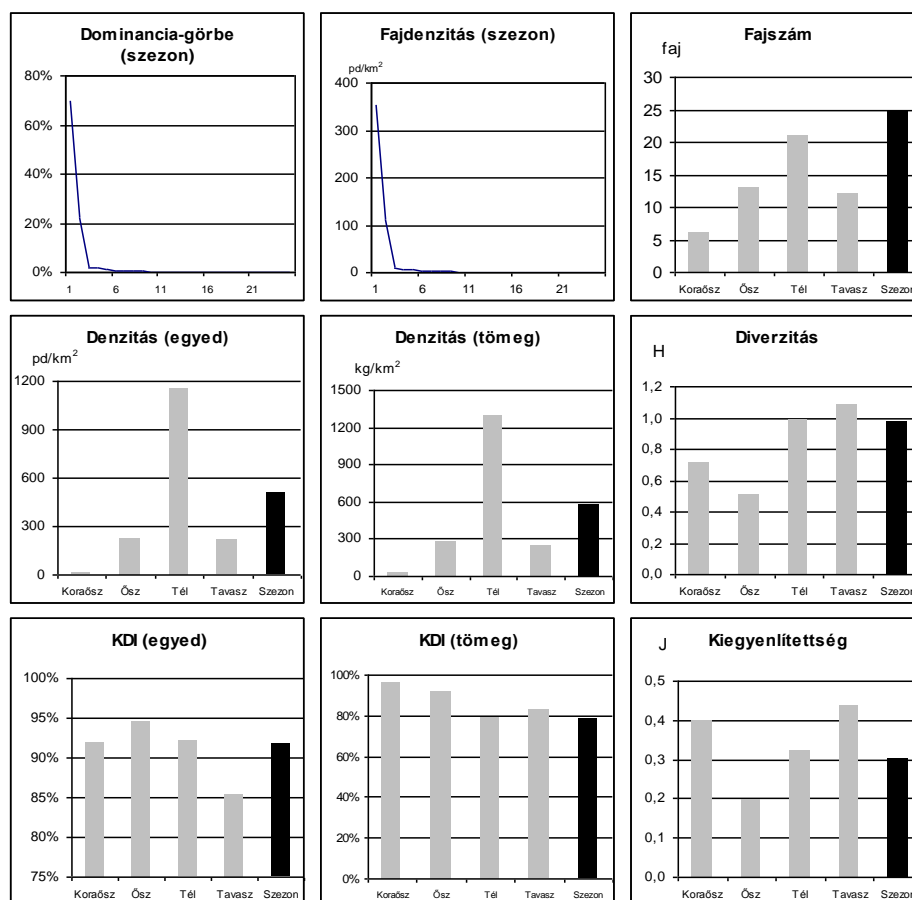 Dominancia-görbe
(szezon)
80%
60%
40%
20%
0%
1 6 11 16 21
Fajdenzitás (szezon)
pd/km²
400
300
200
100
0
1 6 11 16 21
Fajszám
faj
30
25
20
15
10
5
0
Koraősz Ősz Tél Tavasz Szezon
Denzitás (egyed)
pd/km²
1200
900
600
300
0
Koraősz Ősz Tél Tavasz Szezon
Denzitás (tömeg)
kg/km²
1500
1200
900
600
300
0
Koraősz Ősz Tél Tavasz Szezon
Diverzitás
H
1,2
1,0
0,8
0,6
0,4
0,2
0,0
Koraősz Ősz Tél Tavasz Szezon
KDI (egyed)
100%
95%
90%
85%
80%
75%
Koraősz Ősz Tél Tavasz Szezon
KDI (tömeg)
100%
80%
60%
40%
20%
0%
Koraősz Ősz Tél Tavasz Szezon
Kiegyenlítettség
J
0,5
0,4
0,3
0,2
0,1
0,0
Koraősz Ősz Tél Tavasz Szezon